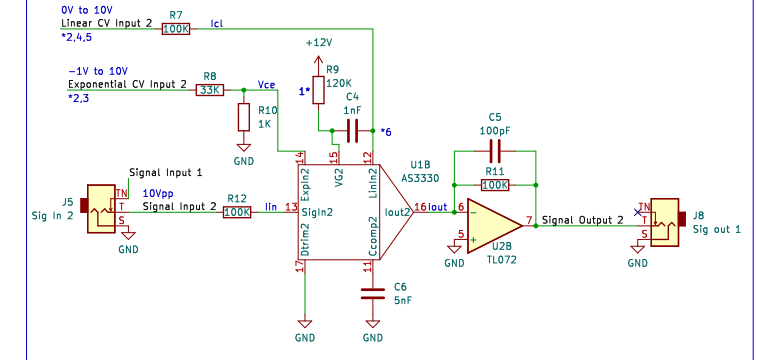 0V to 10V
Linear CV Input 2
*2,4,5
R7
100K
Icl
+12V
-1V to 10V
Exponential CV Input 2
*2,3
R8
33K
Vce
R9
120K
1*
C4
1nF
*6
R10
1K
GND
14
15
12
ExpIn2
VG2
LinIn2
U1B
AS3330
C5
100pF
R11
100K
Signal Input 1
J5
Sig In 2
TN
T
S
10Vpp
Signal Input 2
R12
100K
Iin
13
SigIn2
Iout2
16
Iout
6
5
7
-
+
U2B
TL072
GND
Signal Output 2
TN
T
S
J8
Sig out 1
GND
GND
Dtrim2
Ccomp2
17
11
C6
5nF
GND
GND